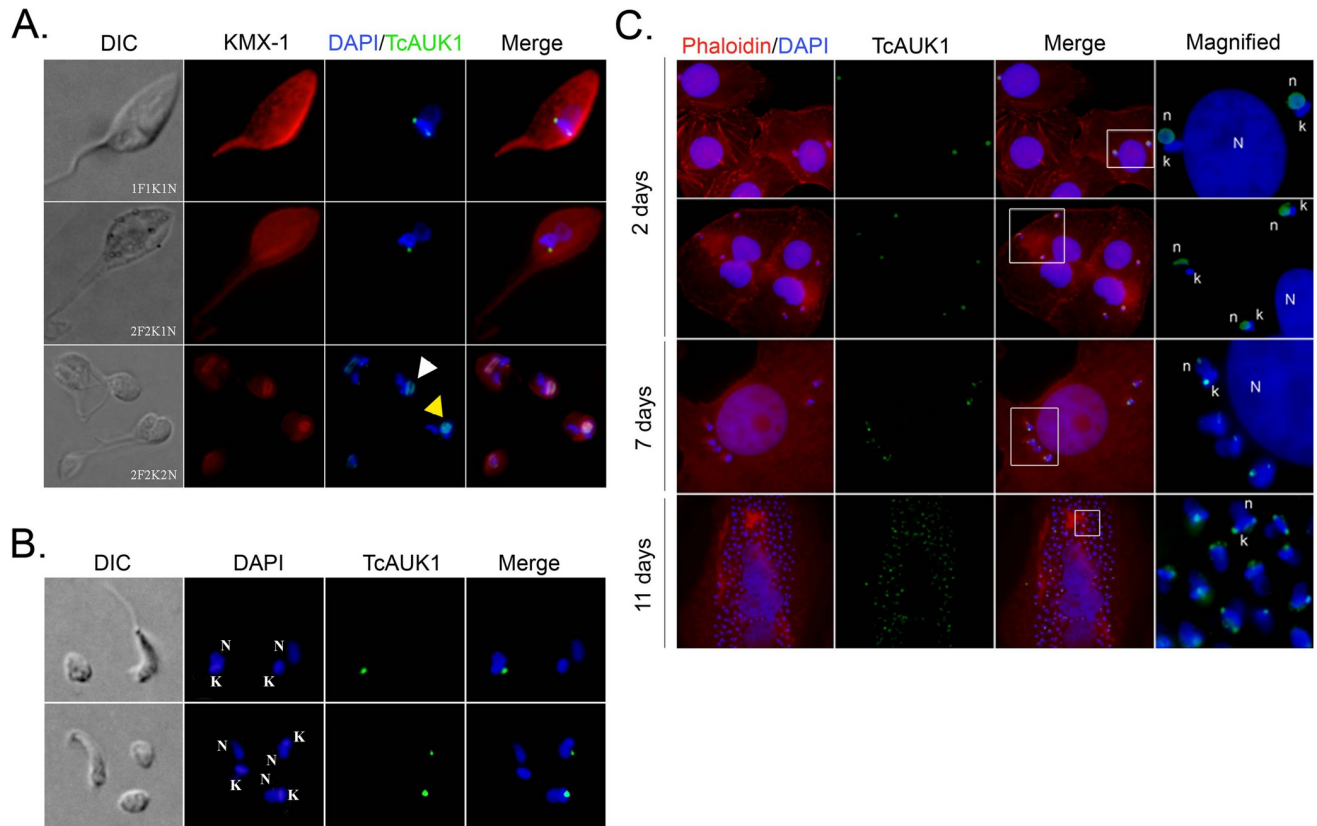 A.
DIC KMX-1 DAPI/TcAUK1 Merge
1F1K1N
2F2K1N
2F2K2N
B.
DIC DAPI TcAUK1 Merge
N N
K K
N K
N
K N K
C.
Phaloidin/DAPI TcAUK1 Merge Magnified
2 days
n
n
k
N
k
k
n
n
k
N
n
k
7 days
n
N
k
11 days
n
k